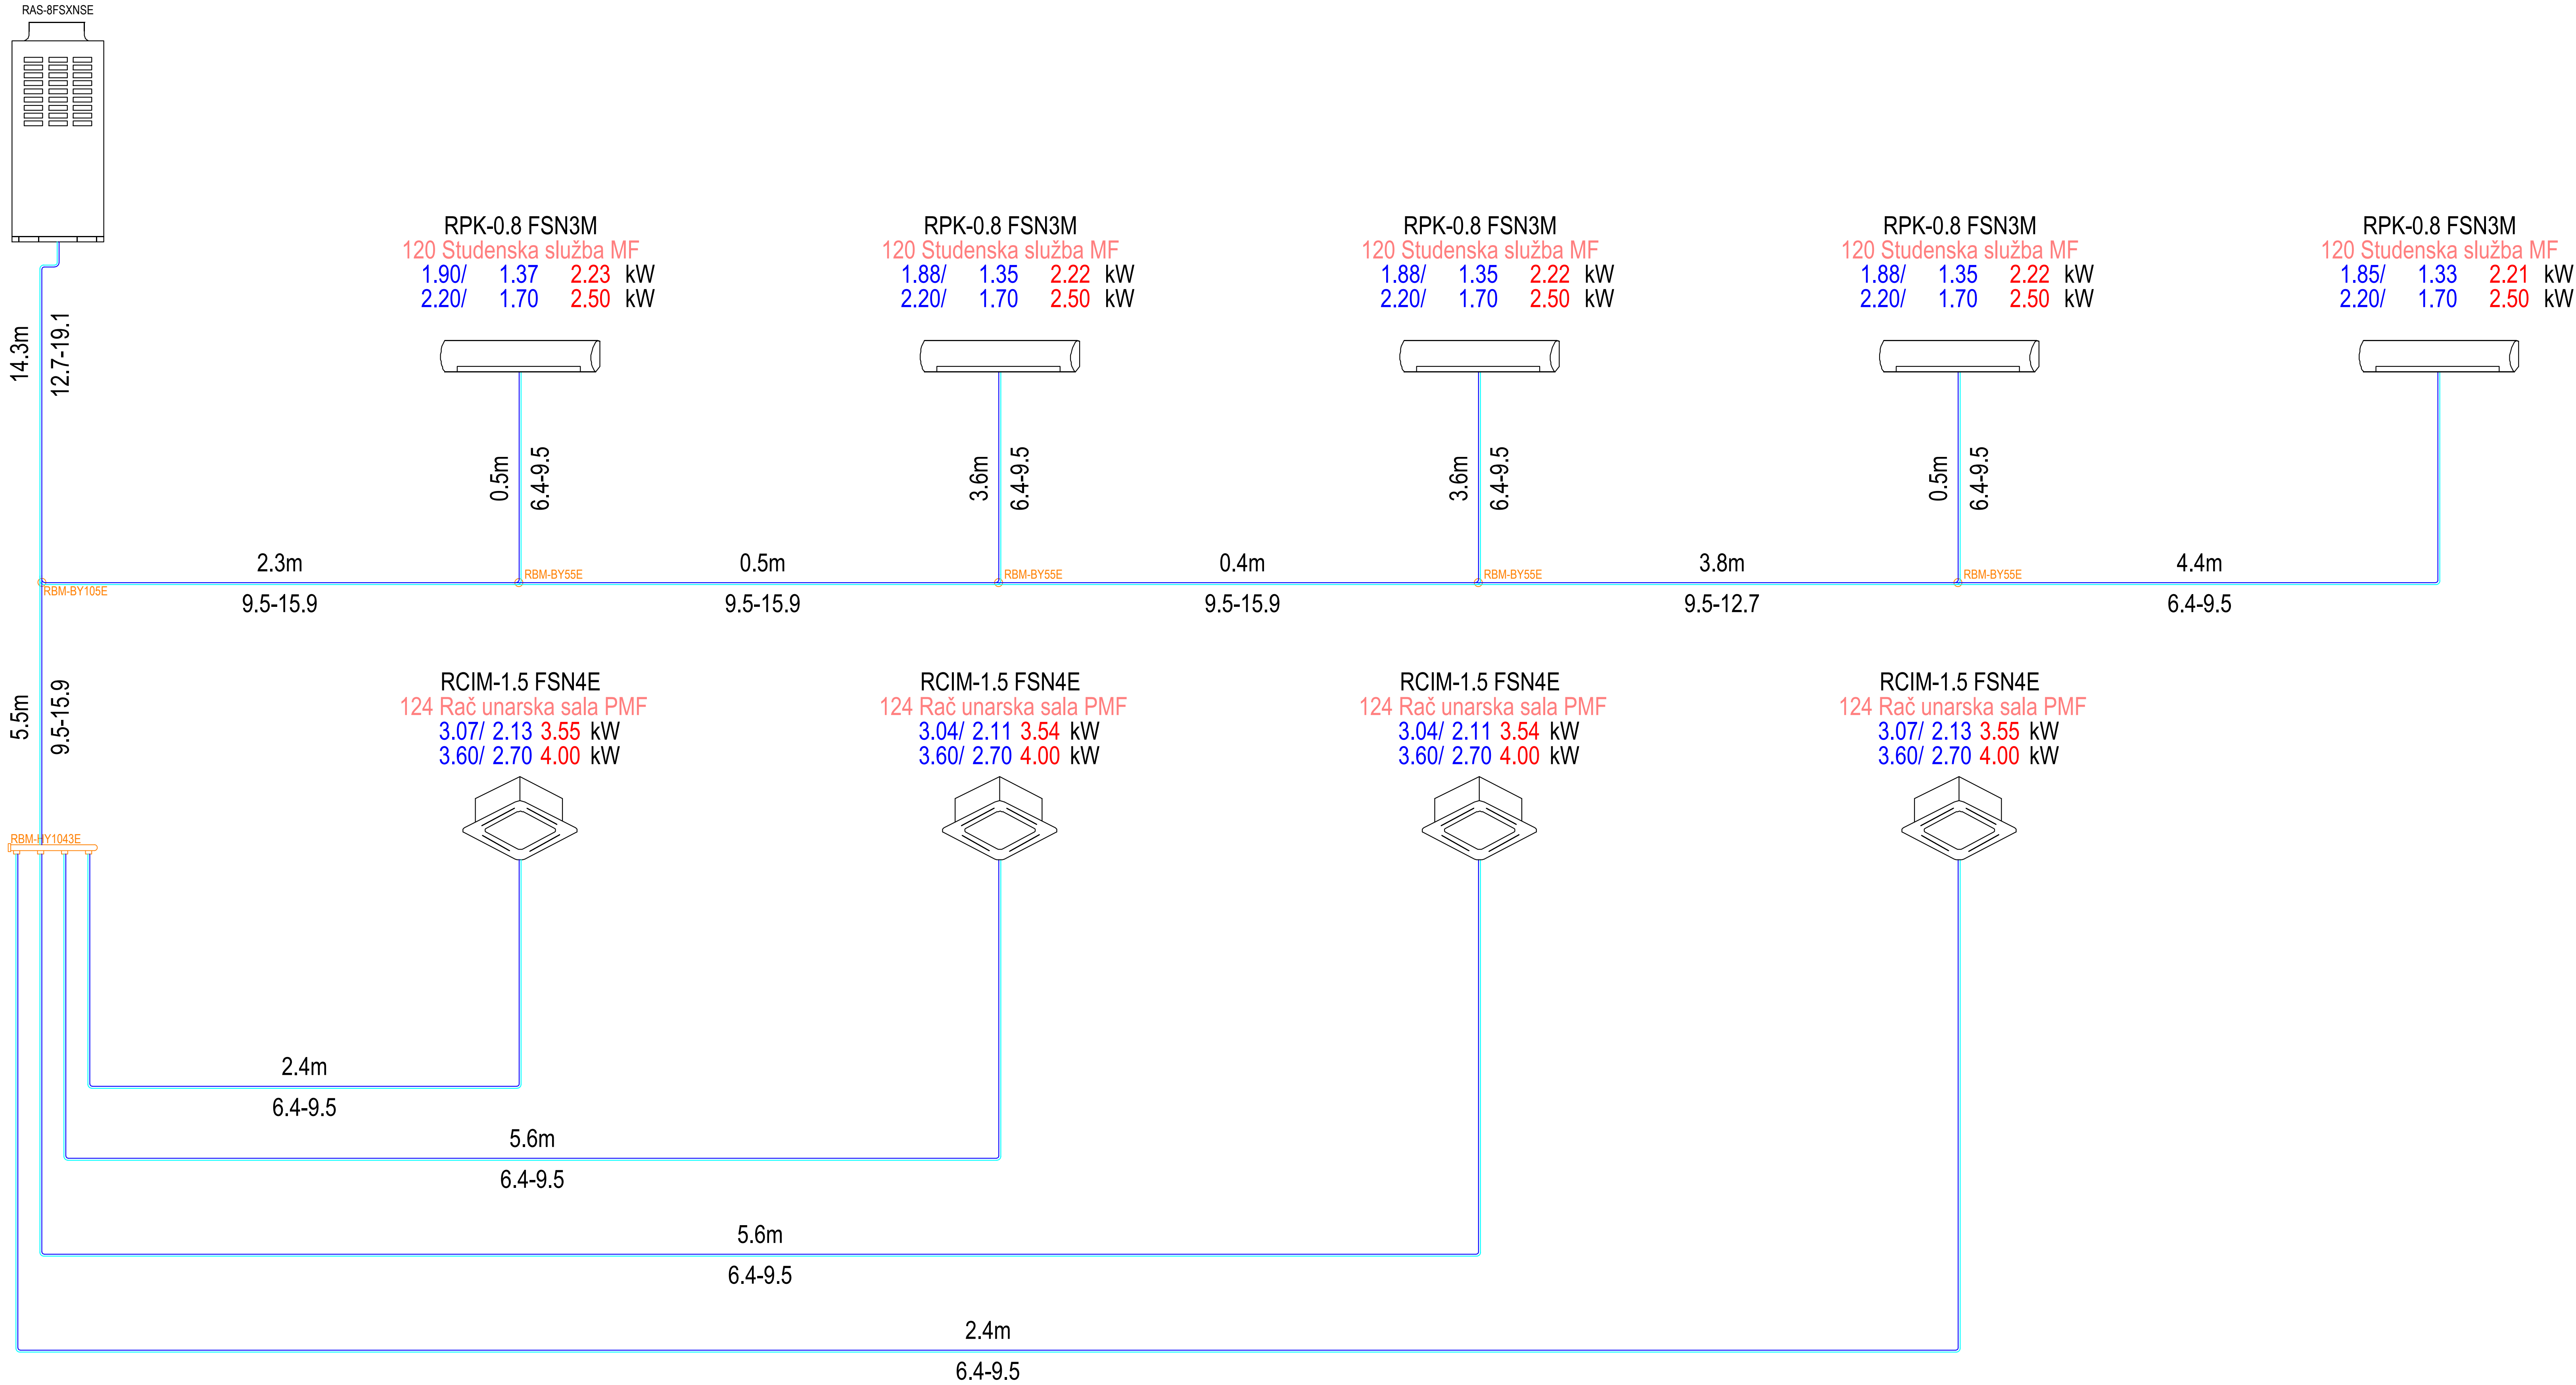 RAS-8FSXNSE
14.3m
12.7-19.1
RPK-0.8 FSN3M
120 Studenska služba MF
1.90/ 1.37 2.23 kW
2.20/ 1.70 2.50 kW
RPK-0.8 FSN3M
120 Studenska služba MF
1.88/ 1.35 2.22 kW
2.20/ 1.70 2.50 kW
RPK-0.8 FSN3M
120 Studenska služba MF
1.88/ 1.35 2.22 kW
2.20/ 1.70 2.50 kW
RPK-0.8 FSN3M
120 Studenska služba MF
1.88/ 1.35 2.22 kW
2.20/ 1.70 2.50 kW
RPK-0.8 FSN3M
120 Studenska služba MF
1.85/ 1.33 2.21 kW
2.20/ 1.70 2.50 kW
0.5m
6.4-9.5
3.6m
6.4-9.5
3.6m
6.4-9.5
0.5m
6.4-9.5
RBM-BY105E
2.3m
9.5-15.9
RBM-BY55E
0.5m
9.5-15.9
RBM-BY55E
0.4m
9.5-15.9
RBM-BY55E
3.8m
9.5-12.7
RBM-BY55E
4.4m
6.4-9.5
5.5m
9.5-15.9
RBM-HY1043E
RCIM-1.5 FSN4E
124 Rač unarska sala PMF
3.07/ 2.13 3.55 kW
3.60/ 2.70 4.00 kW
RCIM-1.5 FSN4E
124 Rač unarska sala PMF
3.04/ 2.11 3.54 kW
3.60/ 2.70 4.00 kW
RCIM-1.5 FSN4E
124 Rač unarska sala PMF
3.04/ 2.11 3.54 kW
3.60/ 2.70 4.00 kW
RCIM-1.5 FSN4E
124 Rač unarska sala PMF
3.07/ 2.13 3.55 kW
3.60/ 2.70 4.00 kW
2.4m
6.4-9.5
5.6m
6.4-9.5
5.6m
6.4-9.5
2.4m
6.4-9.5